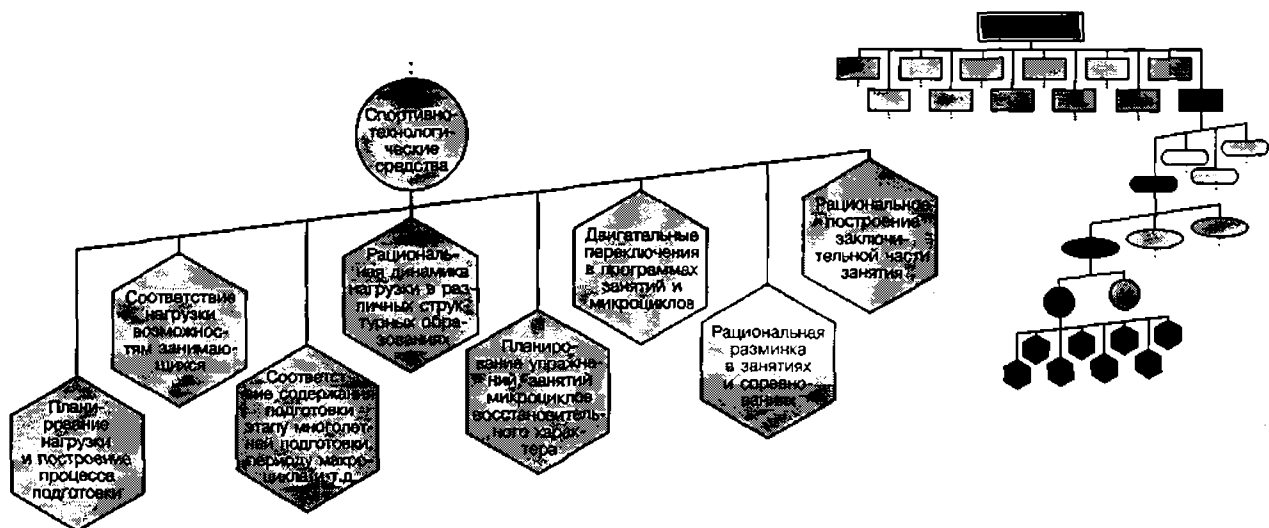 Спортивно-
технологи-
ческие
средства
Плани-
рование
нагрузки
и построение
процесса
подготовки
Соответствие
нагрузки
возможнос-
тям занимаю-
щихся
Соответст-
вие содержания
подготовки
этапу многолет-
ней подготовки,
периоду макро-
цикла и т.д.
Рациональ-
ная динамика
нагрузки в раз-
личных струк-
турных обра-
зованиях
Планиро-
вание упражне-
ний, занятий
микроциклов
восстановитель-
ного харак-
тера
Двигательные
переключения
в программах
занятий и
микроциклов
Рациональная
разминка
в занятиях
и соревно-
ваниях
Рациональное
построение
заключи-
тельной части
занятия